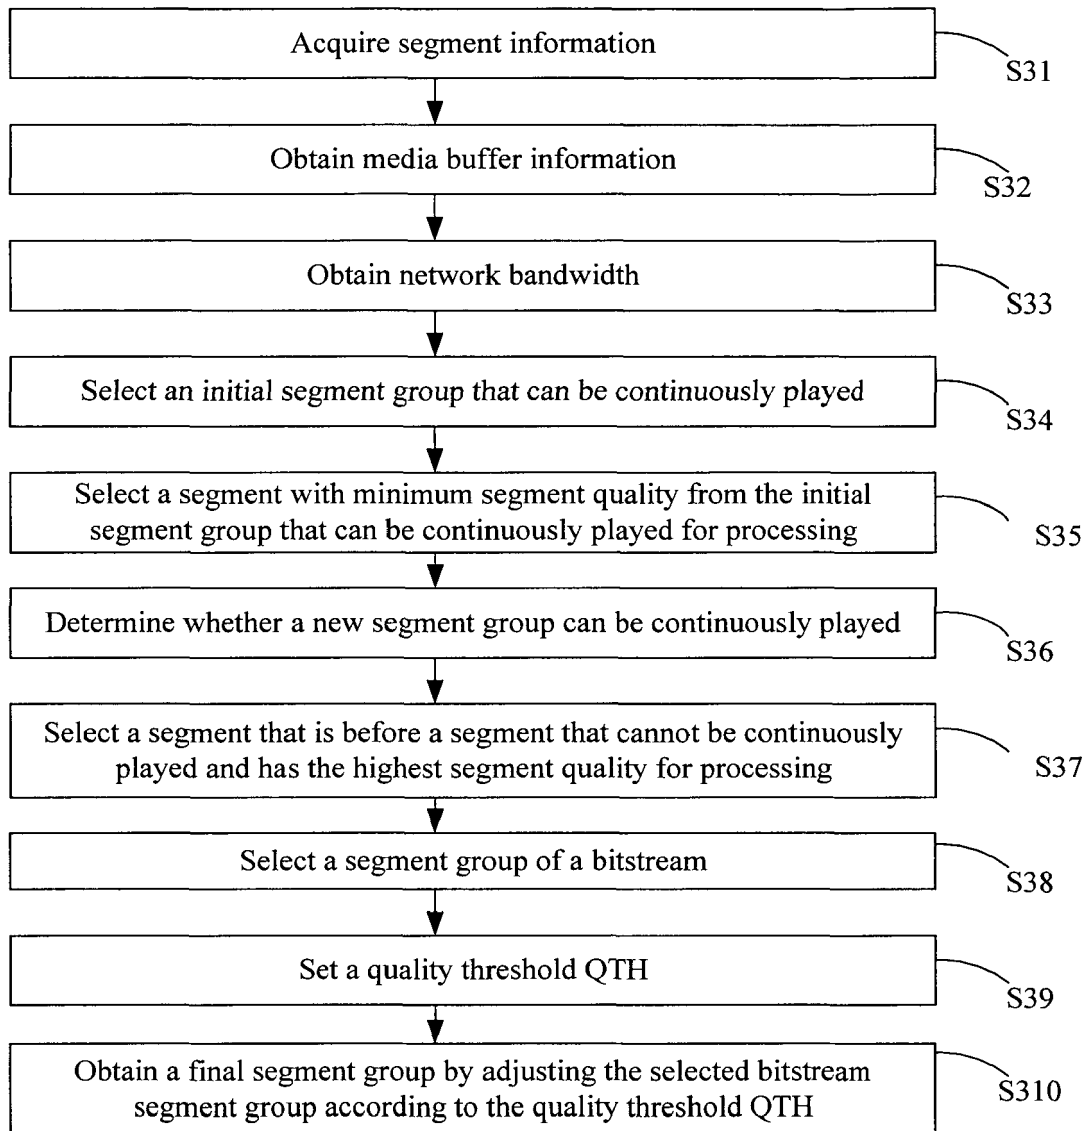 Acquire segment information
S31
Obtain media buffer information
S32
Obtain network bandwidth
S33
Select an initial segment group that can be continuously played
S34
Select a segment with minimum segment quality from the initial
segment group that can be continuously played for processing
S35
Determine whether a new segment group can be continuously played
S36
Select a segment that is before a segment that cannot be continuously
played and has the highest segment quality for processing
S37
Select a segment group of a bitstream
S38
Set a quality threshold QTH
S39
Obtain a final segment group by adjusting the selected bitstream
segment group according to the quality threshold QTH
S310